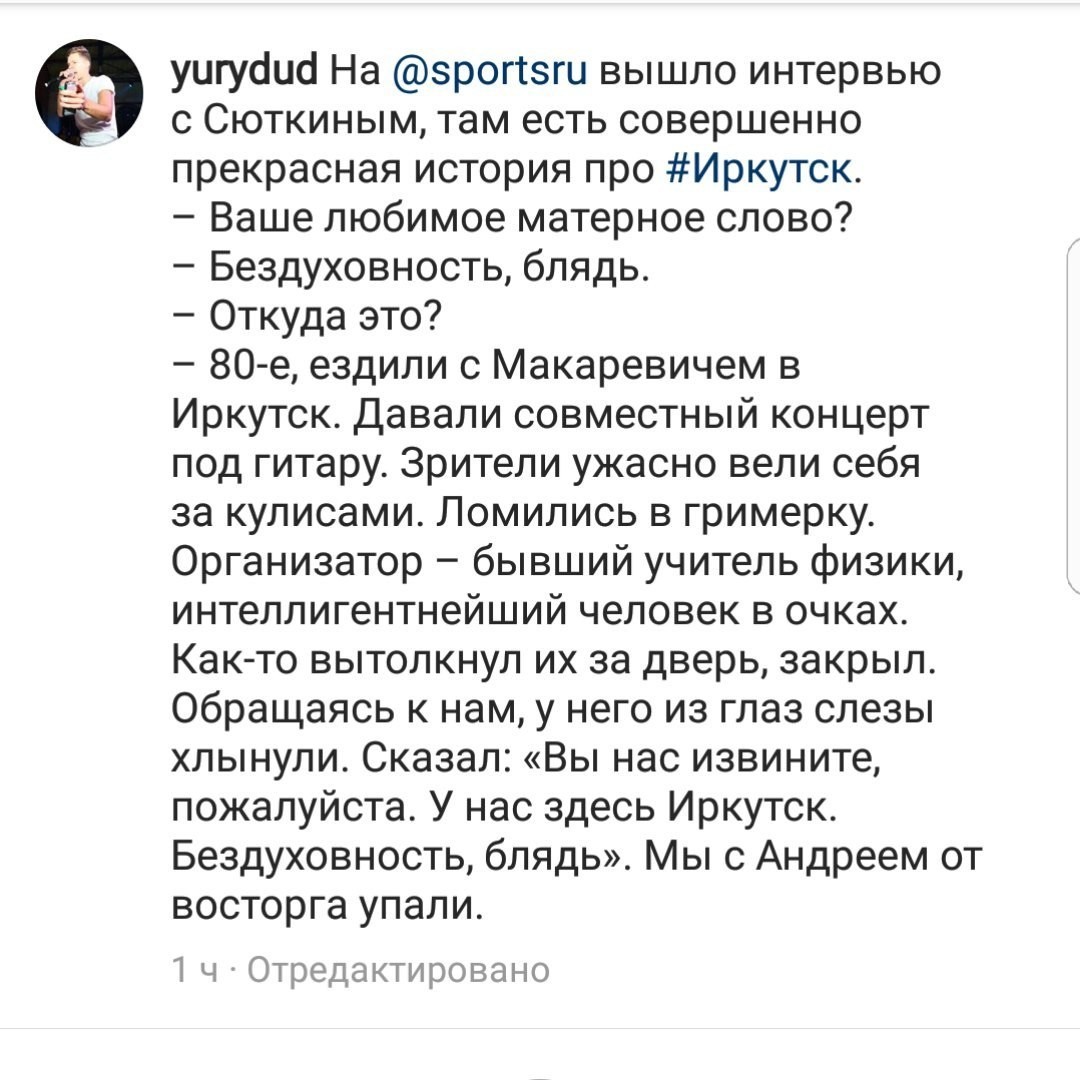 yurydud На @sportsru вышло интервью
с Сюткиным, там есть совершенно
прекрасная история про #Иркутск.
– Ваше любимое матерное слово?
– Бездуховность, блядь.
– Откуда это?
– 80-е, ездили с Макаревичем в
Иркутск. Давали совместный концерт
под гитару. Зрители ужасно вели себя
за кулисами. Ломились в гримерку.
Организатор – бывший учитель физики,
интеллигентнейший человек в очках.
Как-то вытолкнул их за дверь, закрыл.
Обращаясь к нам, у него из глаз слезы
хлынули. Сказал: «Вы нас извините,
пожалуйста. У нас здесь Иркутск.
Бездуховность, блядь». Мы с Андреем от
восторга упали.
1 ч · Отредактировано